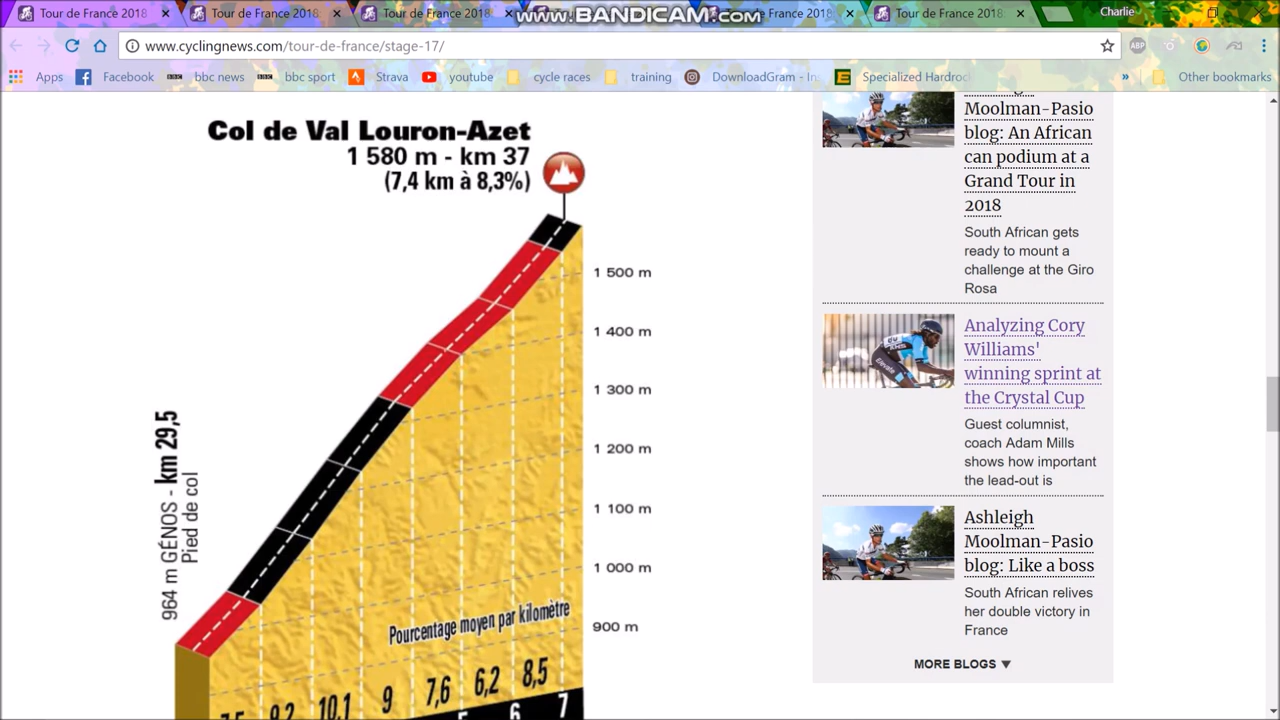 Tour de France 2018:
Tour de France 2018:
Tour de France 2018:
www.BANDICAM.com
France 2018:
Tour de France 2018:
Charlie
www.cyclingnews.com/tour-de-france/stage-17/
ABP
Apps
Facebook
BBC
bbc news
BBC
bbc sport
Strava
youtube
cycle races
training
DownloadGram - In
Specialized Hardroc
»
Other bookmarks
Col de Val Louron-Azet
1 580 m - km 37
(7,4 km à 8,3%)
964 m GÉNOS - km 29,5
Pied de col
1 500 m
1 400 m
1 300 m
1 200 m
1 100 m
1 000 m
900 m
Pourcentage moyen par kilomètre
7,5 9,2 10,1 9 7,6 6,2 8,5
5 6 7
Moolman-Pasio
blog: An African
can podium at a
Grand Tour in
2018
South African gets
ready to mount a
challenge at the Giro
Rosa
Analyzing Cory
Williams'
winning sprint at
the Crystal Cup
Guest columnist,
coach Adam Mills
shows how important
the lead-out is
Ashleigh
Moolman-Pasio
blog: Like a boss
South African relives
her double victory in
France
MORE BLOGS ▼